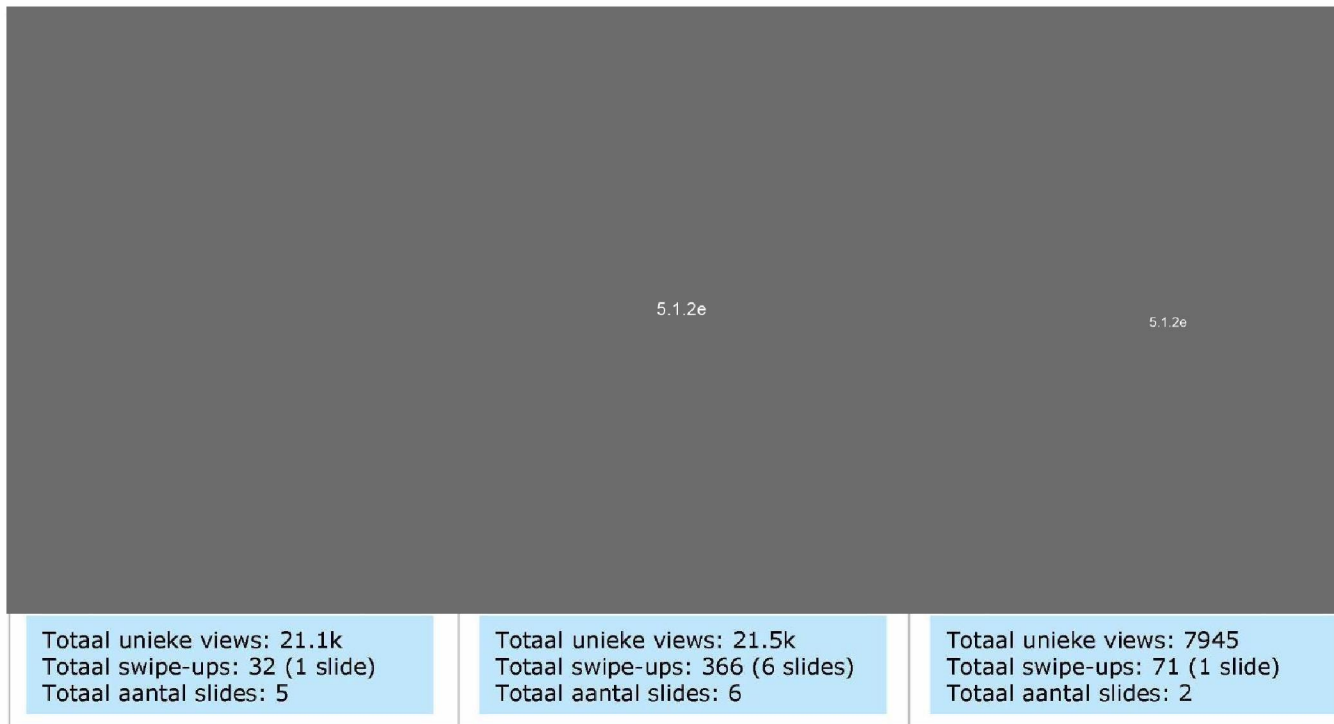 5.1.2e
5.1.2e
Totaal unieke views: 21.1k
Totaal swipe-ups: 32 (1 slide)
Totaal aantal slides: 5
Totaal unieke views: 21.5k
Totaal swipe-ups: 366 (6 slides)
Totaal aantal slides: 6
Totaal unieke views: 7945
Totaal swipe-ups: 71 (1 slide)
Totaal aantal slides: 2